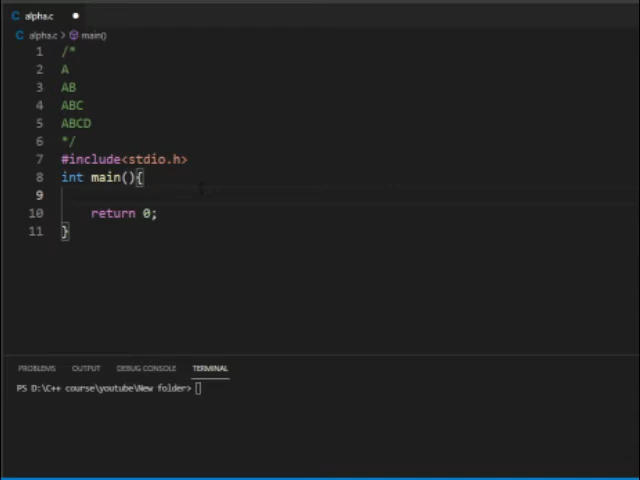 alpha.c
alpha.c > main()
1 /*
2 A
3 AB
4 ABC
5 ABCD
6 */
7 #include<stdio.h>
8 int main(){
9
10 return 0;
11 }
PROBLEMS OUTPUT DEBUG CONSOLE TERMINAL
PS D:\C++ course\youtube\New folder>